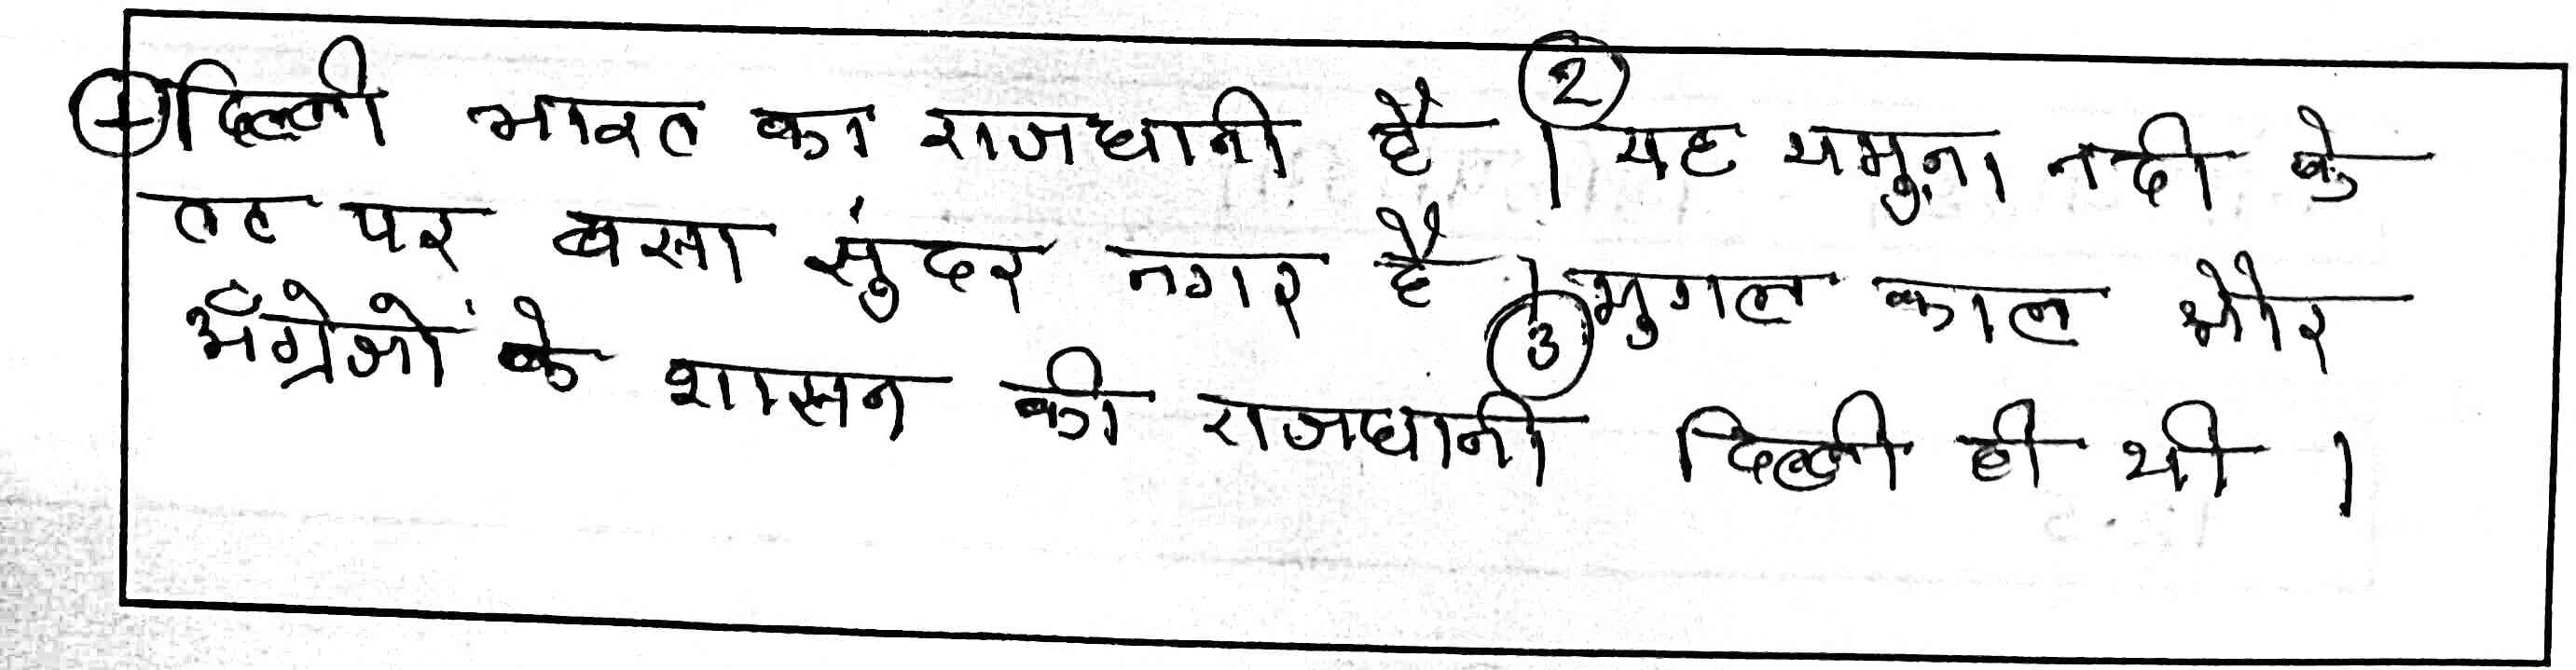 ① दिल्ली भारत का राजधानी है । ② यह यमुना नदी के
तट पर बसा सुंदर नगर है । ③ मुगल काल और
अँग्रेजों के शासन की राजधानी दिल्ली ही थी ।